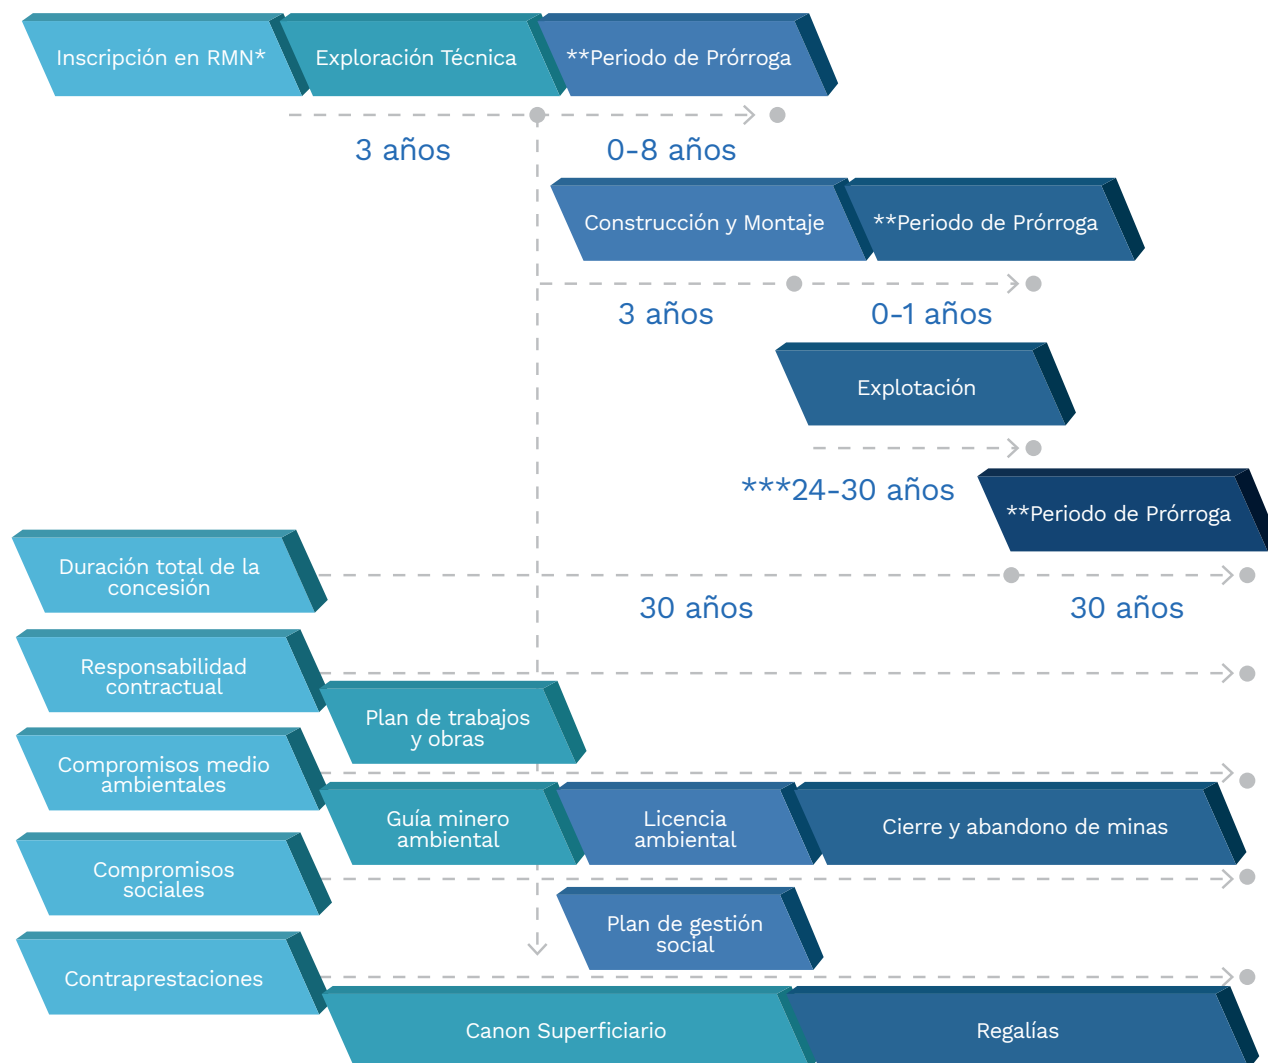 Inscripción en RMN*
Exploración Técnica
**Periodo de Prórroga
3 años
0-8 años
Construcción y Montaje
**Periodo de Prórroga
3 años
0-1 años
Explotación
***24-30 años
**Periodo de Prórroga
Duración total de la
concesión
30 años
30 años
Responsabilidad
contractual
Plan de trabajos
y obras
Compromisos medio
ambientales
Guía minero
ambiental
Licencia
ambiental
Cierre y abandono de minas
Compromisos
sociales
Plan de gestión
social
Contraprestaciones
Canon Superficiario
Regalías